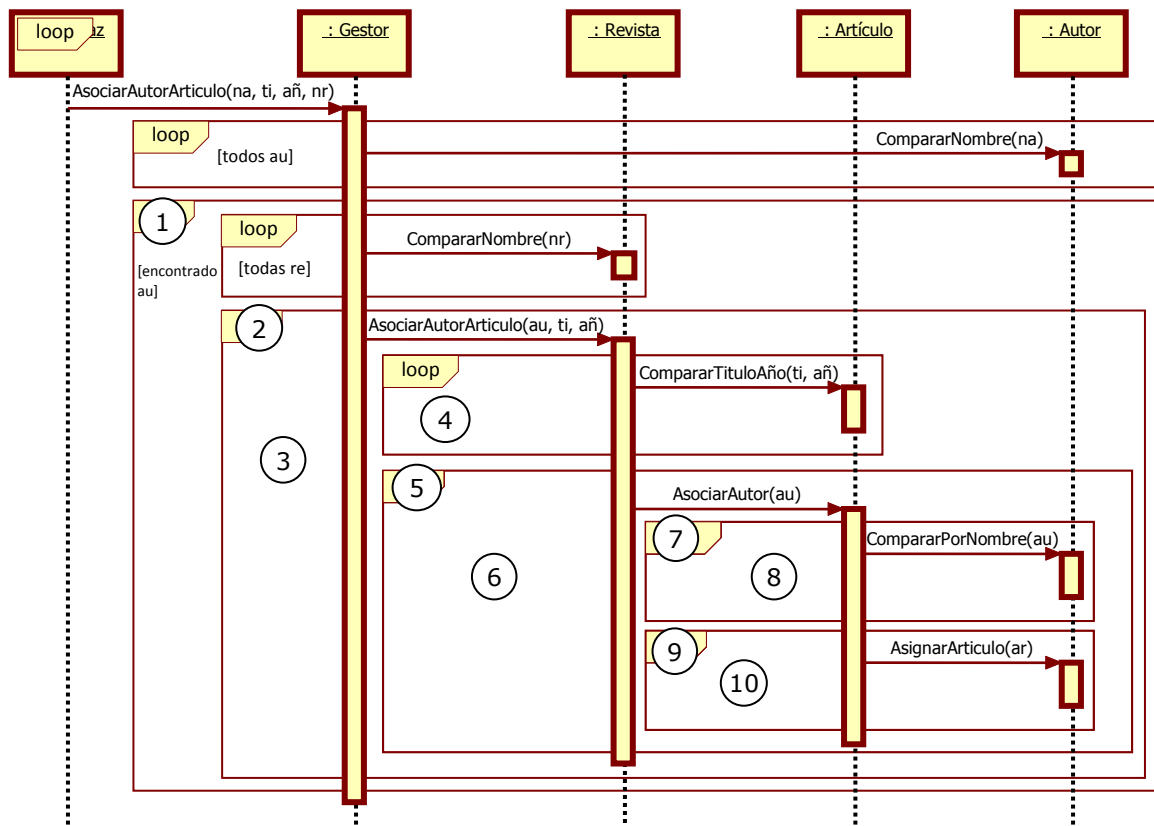 loop
az
: Gestor
: Revista
: Artículo
: Autor
AsociarAutorArticulo(na, ti, añ, nr)
loop
[todos au]
CompararNombre(na)
1
[encontrado
au]
loop
[todas re]
CompararNombre(nr)
2
AsociarAutorArticulo(au, ti, añ)
3
loop
4
CompararTituloAño(ti, añ)
5
6
AsociarAutor(au)
7
8
CompararPorNombre(au)
9
10
AsignarArticulo(ar)